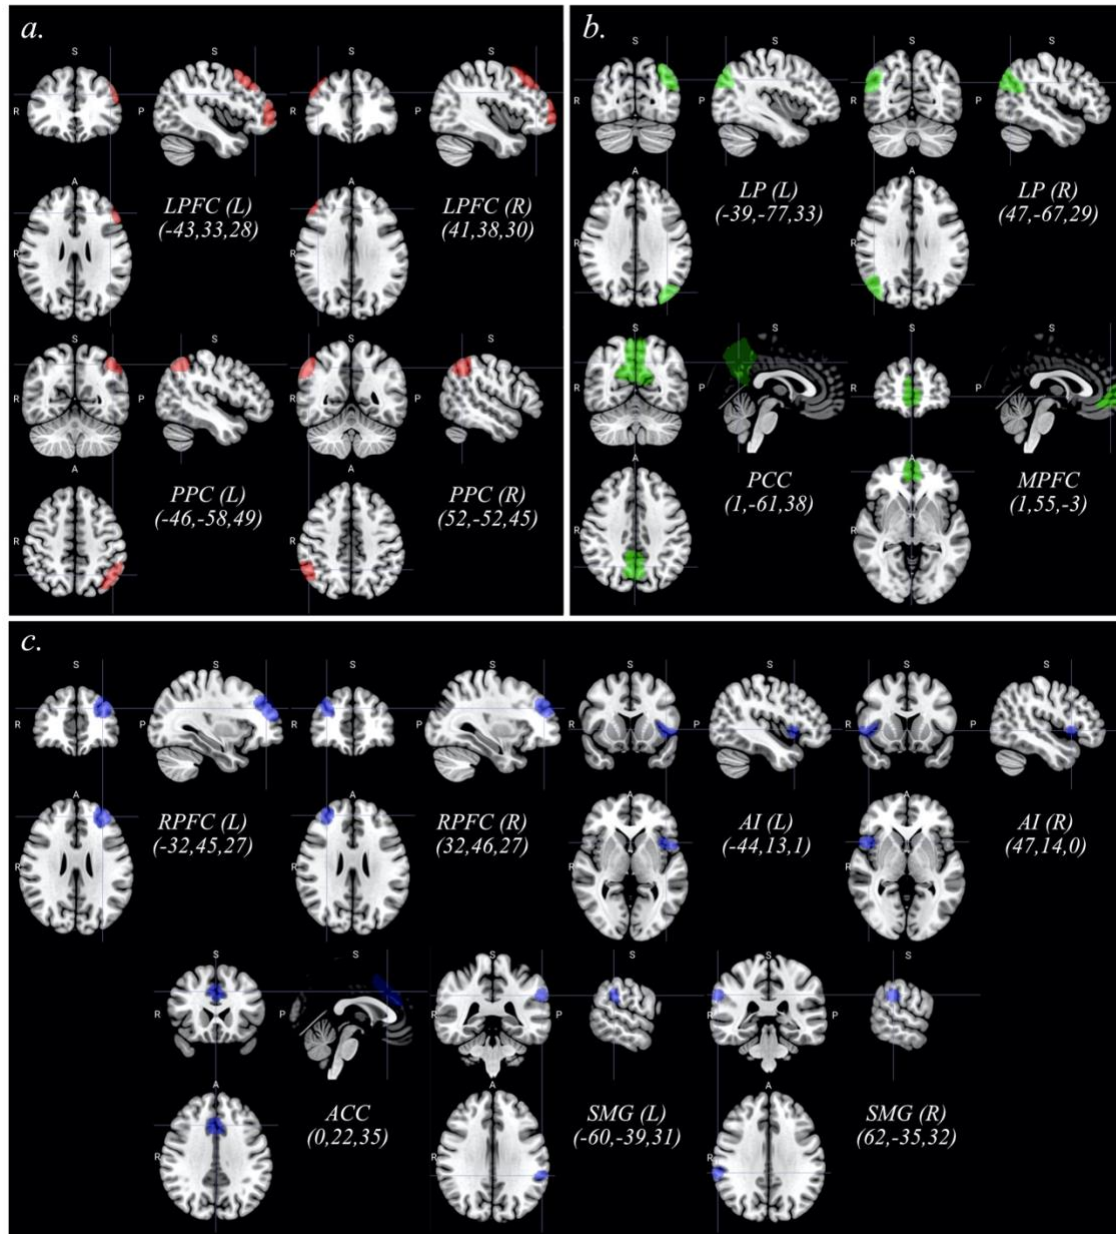 a.
S
S
R
P
A
R
LPFC (L)
(-43,33,28)
LPFC (R)
(41,38,30)
S
S
R
P
A
R
PPC (L)
(-46,-58,49)
PPC (R)
(52,-52,45)
b.
S
S
R
P
R
P
A
R
R
LP (L)
(-39,-77,33)
LP (R)
(47,-67,29)
S
S
S
R
P
P
A
R
R
PCC
(1,-61,38)
MPFC
(1,55,-3)
c.
S
S
S
S
S
R
P
R
P
R
P
A
A
R
R
RPFC (L)
(-32,45,27)
RPFC (R)
(32,46,27)
AI (L)
(-44,13,1)
AI (R)
(47,14,0)
S
S
S
S
R
P
R
P
P
A
A
R
R
R
ACC
(0,22,35)
SMG (L)
(-60,-39,31)
SMG (R)
(62,-35,32)